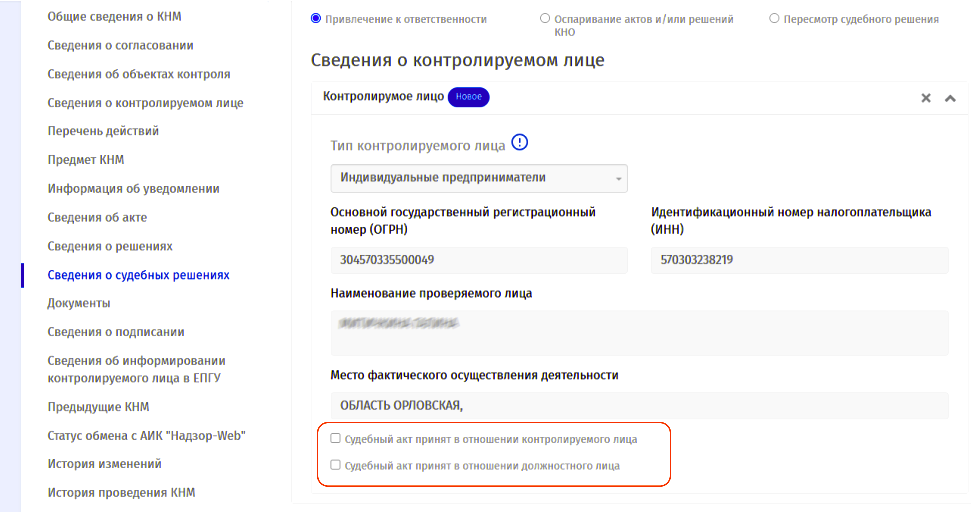 Общие сведения о КНМ
Сведения о согласовании
Сведения об объектах контроля
Сведения о контролируемом лице
Перечень действий
Предмет КНМ
Информация об уведомлении
Сведения об акте
Сведения о решениях
Сведения о судебных решениях
Документы
Сведения о подписании
Сведения об информировании
контролируемого лица в ЕПГУ
Предыдущие КНМ
Статус обмена с АИК "Надзор-Web"
История изменений
История проведения КНМ
Привлечение к ответственности
Оспаривание актов и/или решений
КНО
Пересмотр судебного решения
Сведения о контролируемом лице
Контролирумое лицо Новое
Тип контролируемого лица
Индивидуальные предприниматели
Основной государственный регистрационный
номер (ОГРН)
304570335500049
Идентификационный номер налогоплательщика
(ИНН)
570303238219
Наименование проверяемого лица
Место фактического осуществления деятельности
ОБЛАСТЬ ОРЛОВСКАЯ,
Судебный акт принят в отношении контролируемого лица
Судебный акт принят в отношении должностного лица